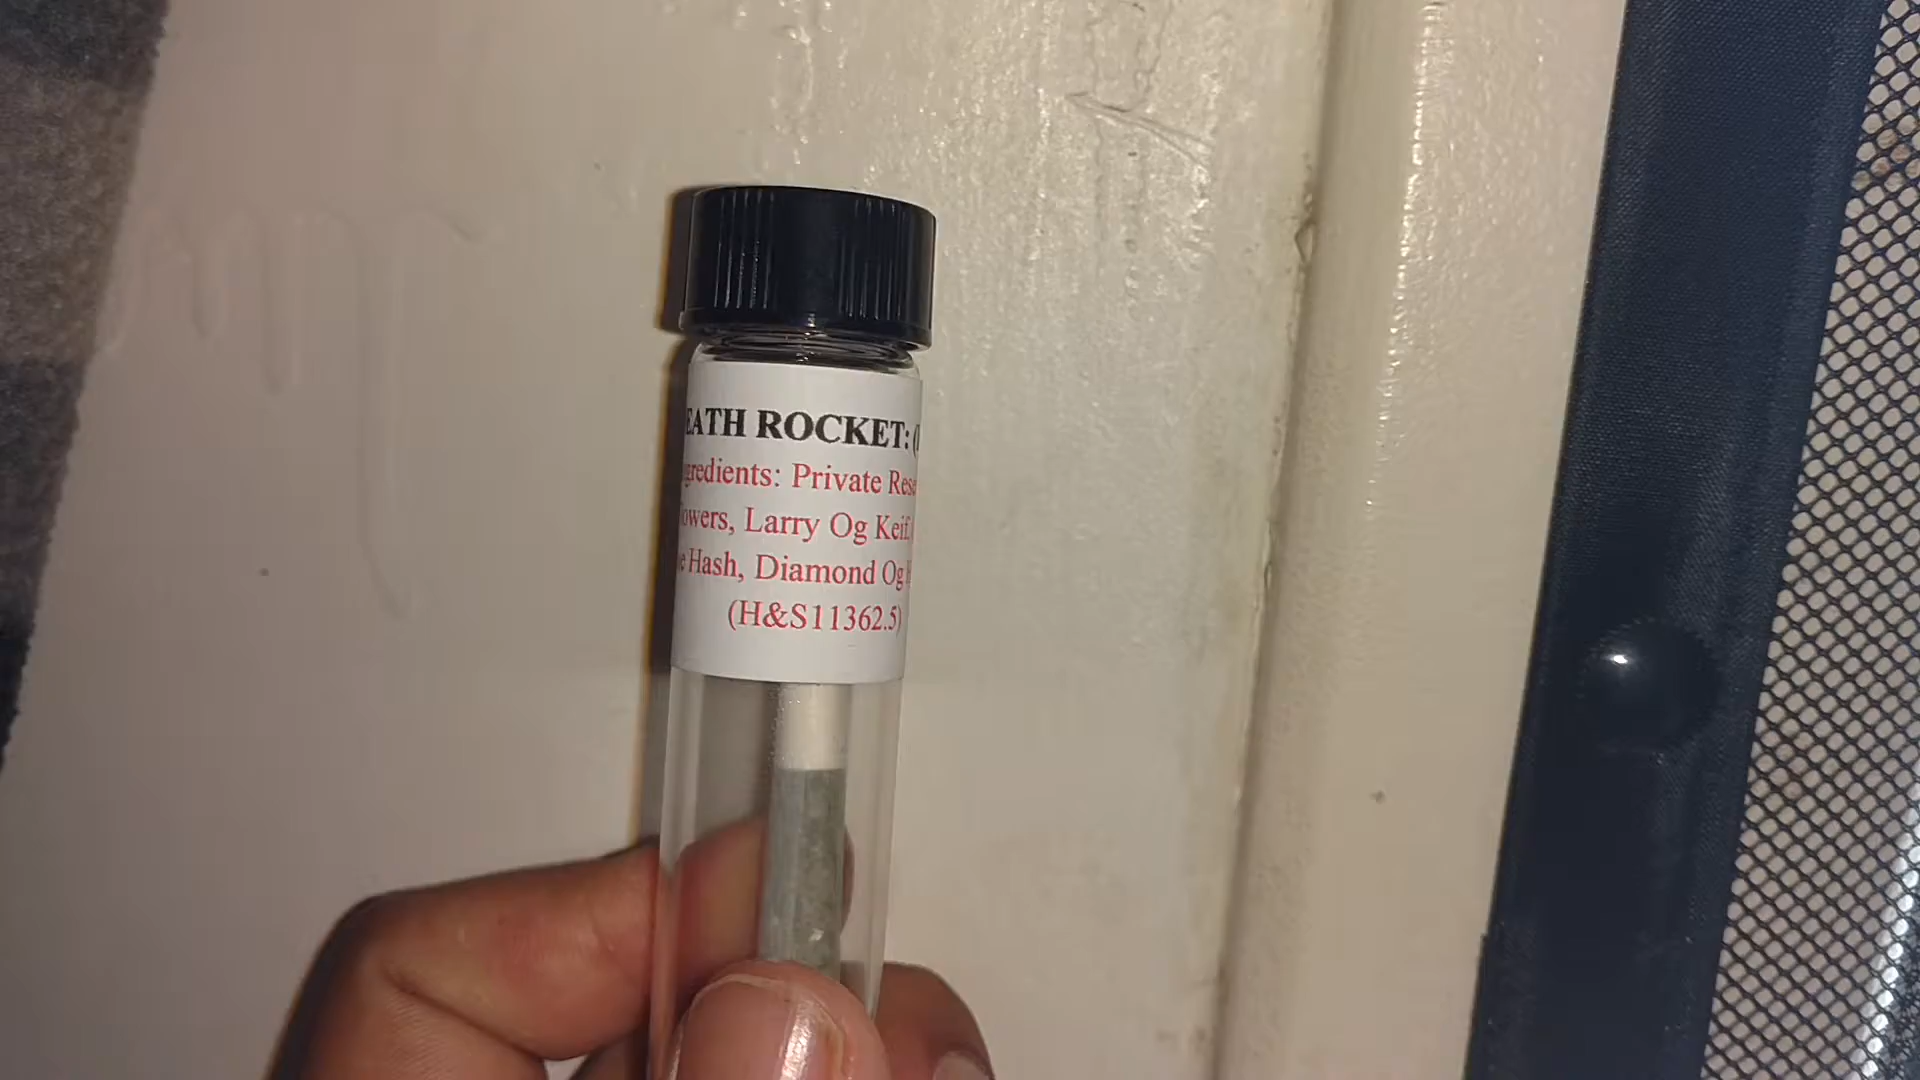 EATH ROCKET: (
gredients: Private Rese
owers, Larry Og Keif,
e Hash, Diamond Og
(H&S11362.5)